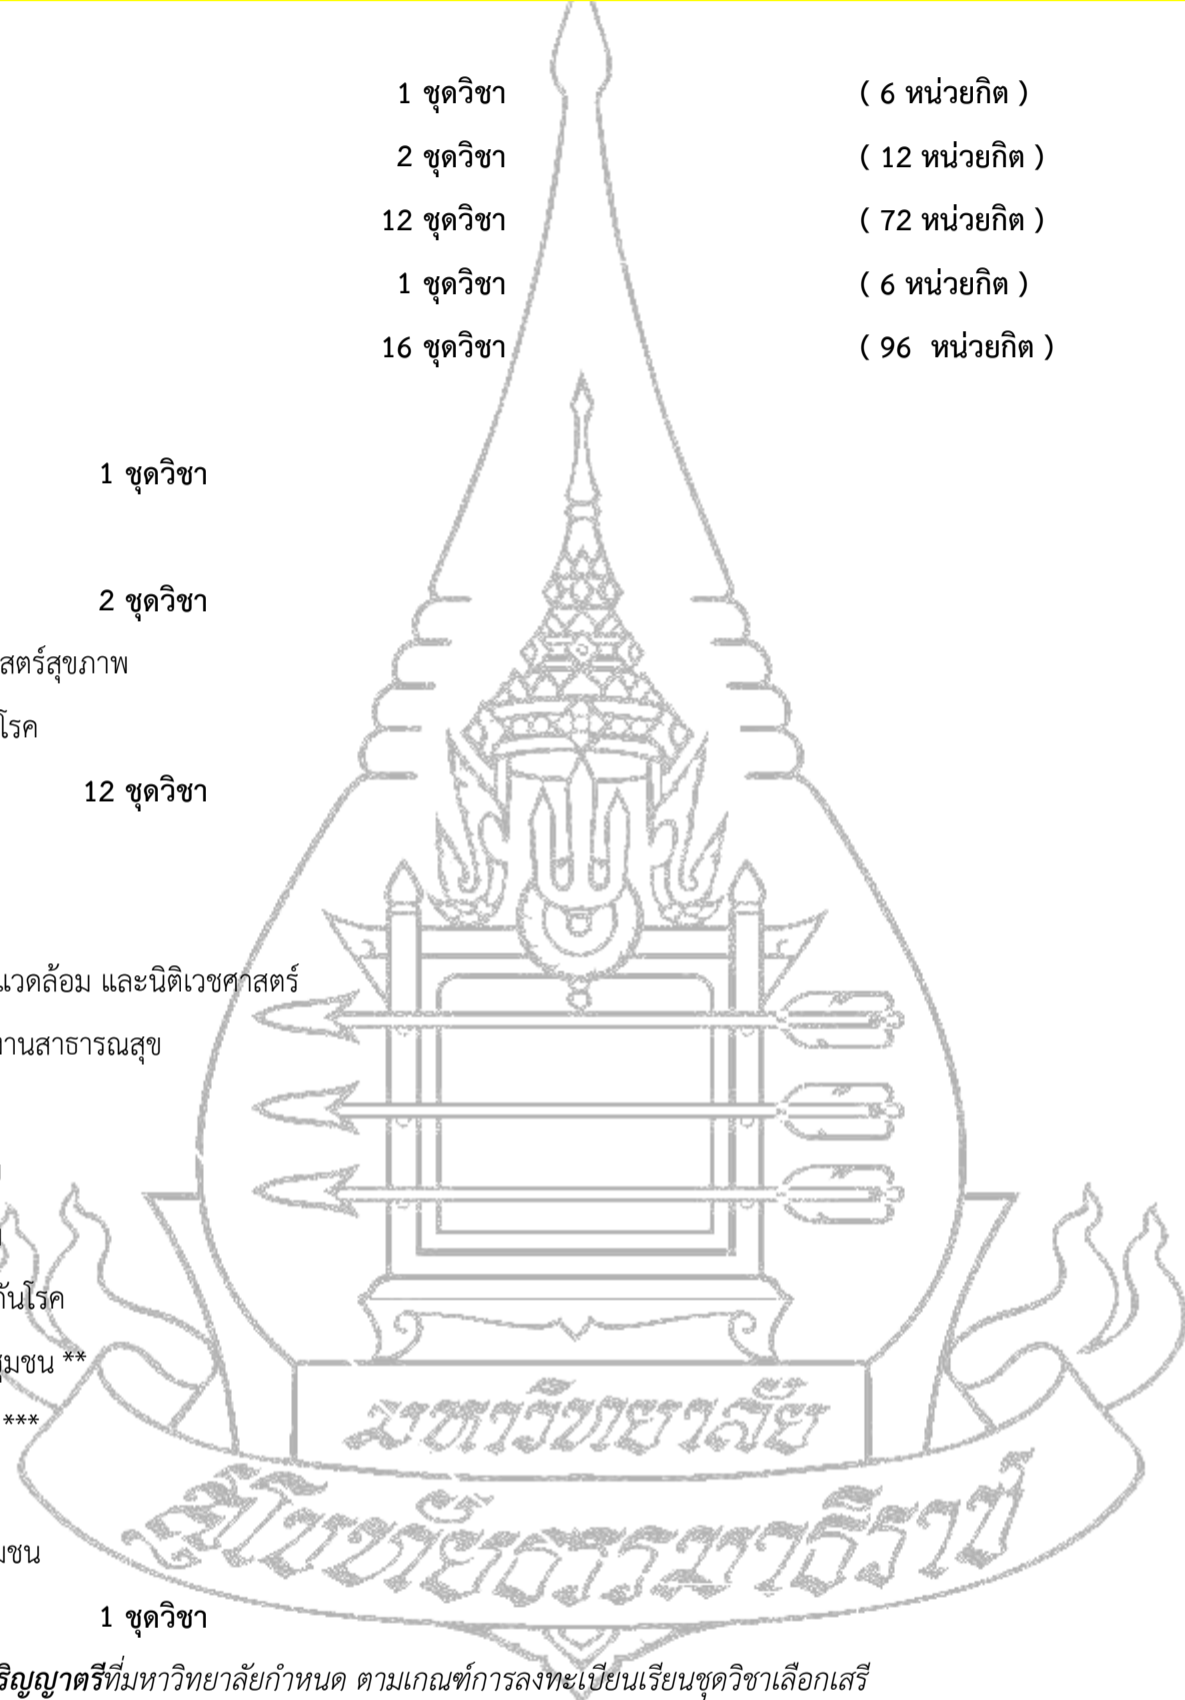 1 ชุดวิชา ( 6 หน่วยกิต )
2 ชุดวิชา ( 12 หน่วยกิต )
12 ชุดวิชา ( 72 หน่วยกิต )
1 ชุดวิชา ( 6 หน่วยกิต )
16 ชุดวิชา ( 96 หน่วยกิต )
1 ชุดวิชา
2 ชุดวิชา
สตร์สุขภาพ
โรค
12 ชุดวิชา
แวดล้อม และนิติเวชศาสตร์
านสาธารณสุข
กันโรค
ชุมชน **
***
มหาวิทยาลัย
สุโขทัยธรรมาธิราช
มชน
1 ชุดวิชา
ริญญาตรีที่มหาวิทยาลัยกำหนด ตามเกณฑ์การลงทะเบียนเรียนชุดวิชาเลือกเสรี